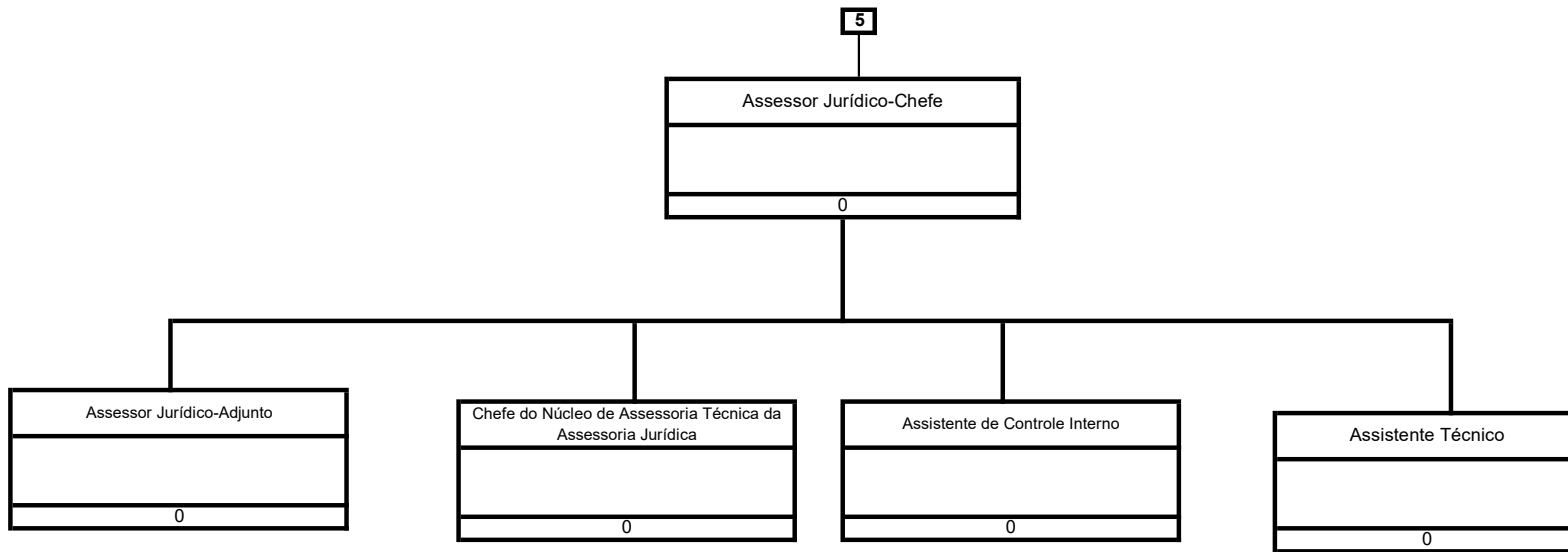 5
Assessor Jurídico-Chefe
0
Assessor Jurídico-Adjunto
0
Chefe do Núcleo de Assessoria Técnica da
Assessoria Jurídica
0
Assistente de Controle Interno
0
Assistente Técnico
0